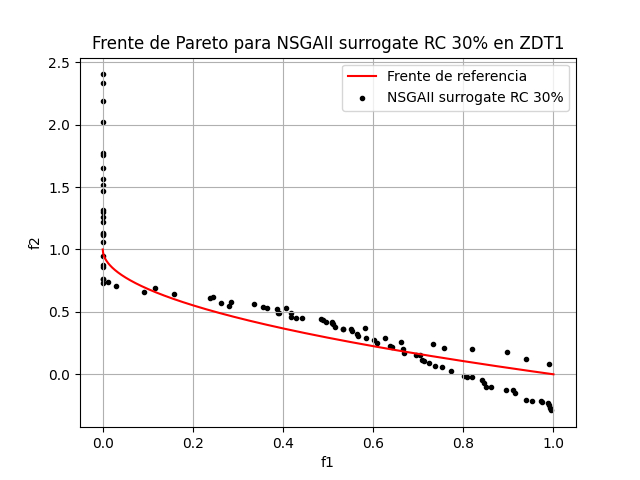 Frente de Pareto para NSGAII surrogate RC 30% en ZDT1
Frente de referencia
NSGAII surrogate RC 30%
f2
2.5
2.0
1.5
1.0
0.5
0.0
0.0 0.2 0.4 0.6 0.8 1.0
f1